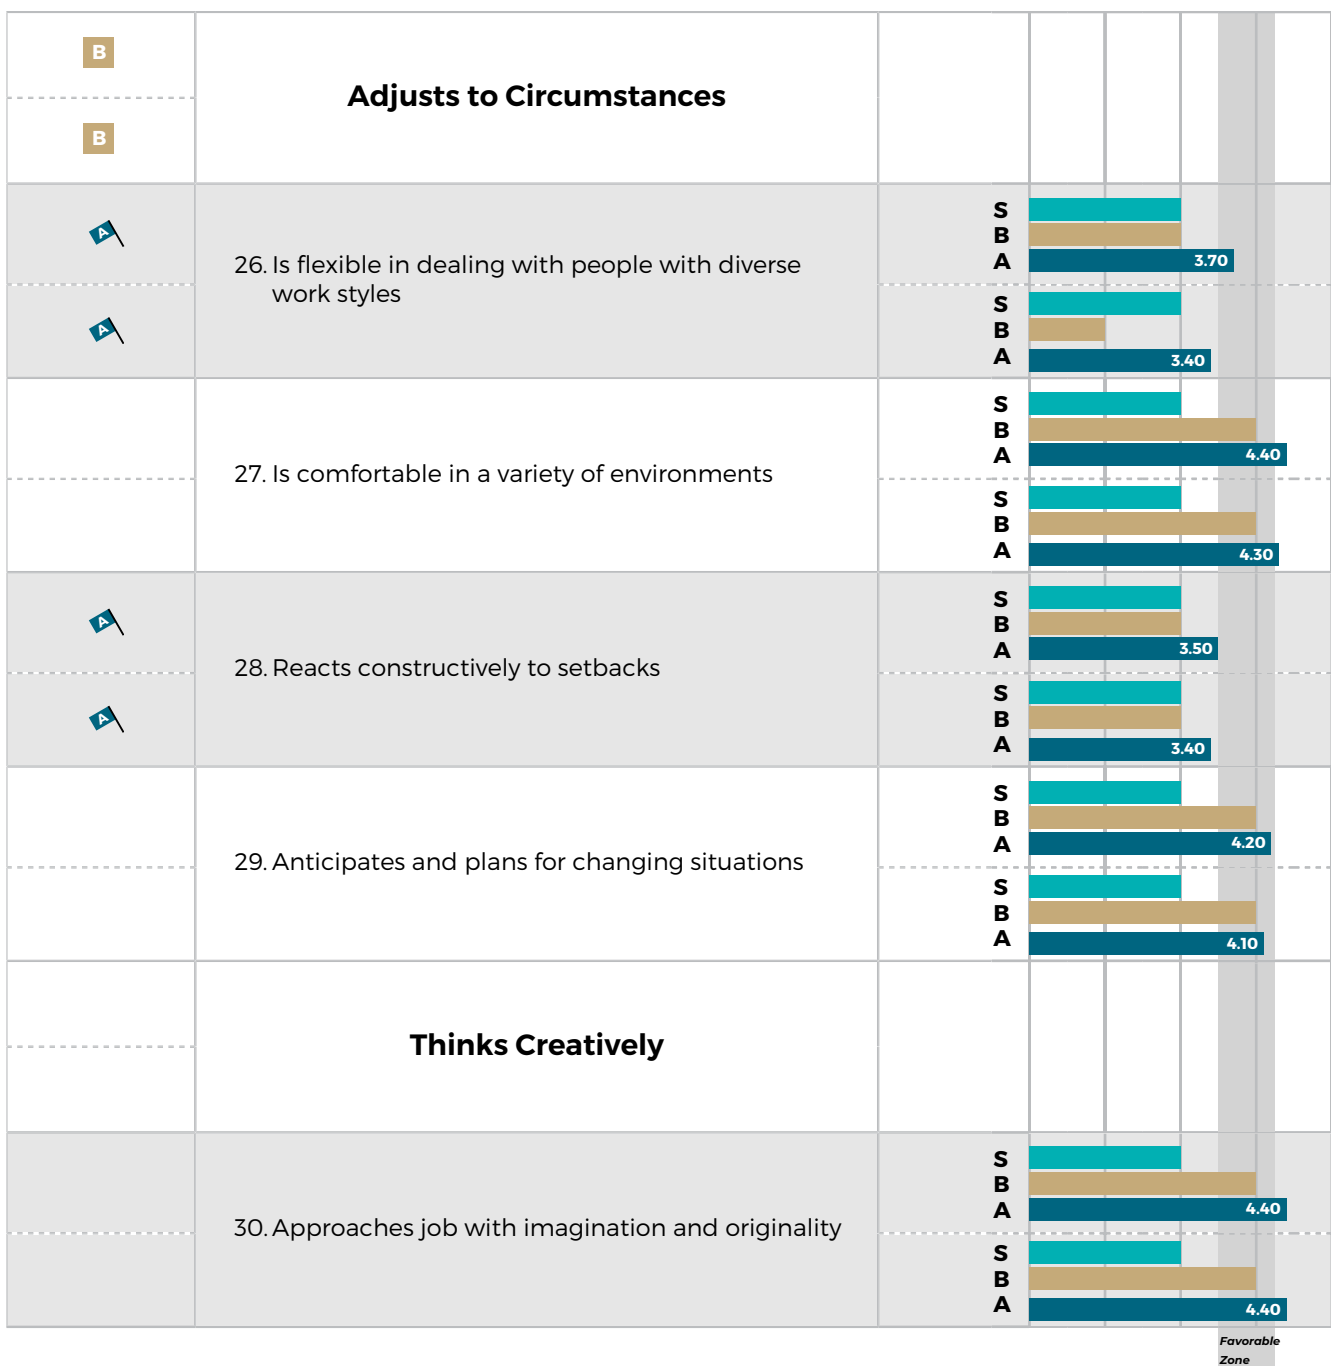 B
Adjusts to Circumstances
B
A
26. Is flexible in dealing with people with diverse
work styles
S
B
A 3.70
A
S
B
A 3.40
27. Is comfortable in a variety of environments
S
B
A 4.40
S
B
A 4.30
A
28. Reacts constructively to setbacks
S
B
A 3.50
A
S
B
A 3.40
29. Anticipates and plans for changing situations
S
B
A 4.20
S
B
A 4.10
Thinks Creatively
30. Approaches job with imagination and originality
S
B
A 4.40
S
B
A 4.40
Favorable
Zone